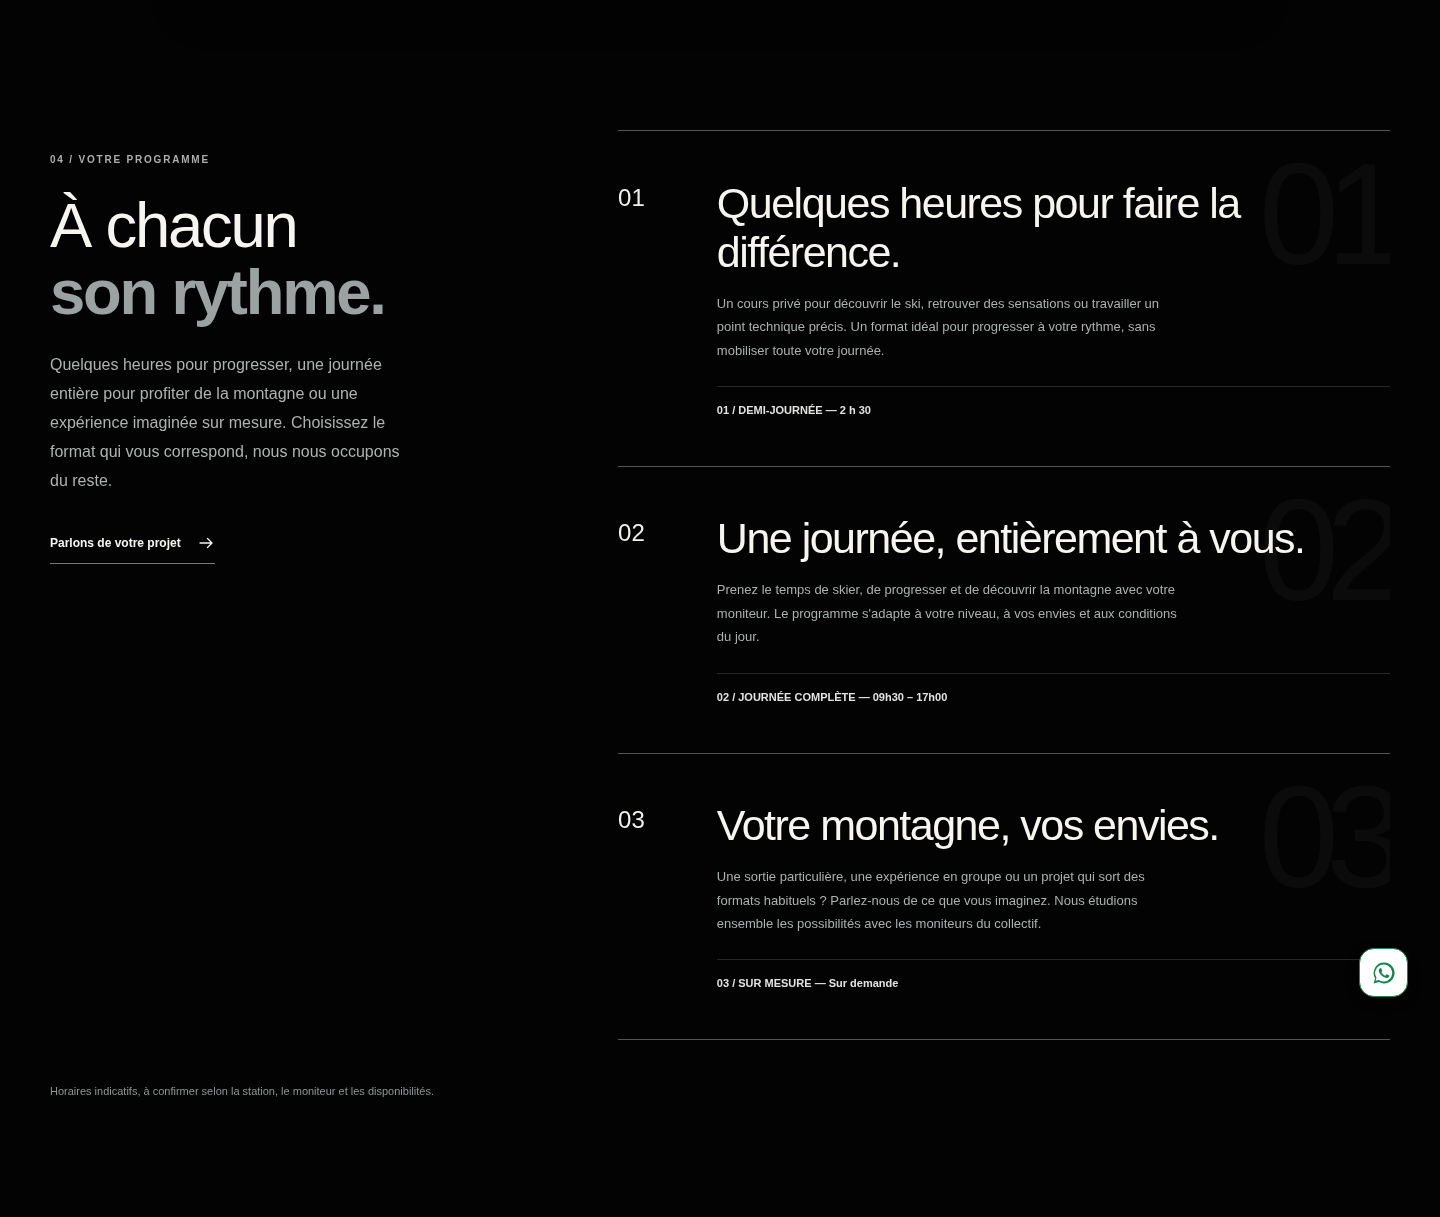 04 / VOTRE PROGRAMME
À chacun
son rythme.
Quelques heures pour progresser, une journée
entière pour profiter de la montagne ou une
expérience imaginée sur mesure. Choisissez le
format qui vous correspond, nous nous occupons
du reste.
Parlons de votre projet
01
01
Quelques heures pour faire la
différence.
Un cours privé pour découvrir le ski, retrouver des sensations ou travailler un
point technique précis. Un format idéal pour progresser à votre rythme, sans
mobiliser toute votre journée.
01 / DEMI-JOURNÉE — 2 h 30
02
02
Une journée, entièrement à vous.
Prenez le temps de skier, de progresser et de découvrir la montagne avec votre
moniteur. Le programme s'adapte à votre niveau, à vos envies et aux conditions
du jour.
02 / JOURNÉE COMPLÈTE — 09h30 – 17h00
03
03
Votre montagne, vos envies.
Une sortie particulière, une expérience en groupe ou un projet qui sort des
formats habituels ? Parlez-nous de ce que vous imaginez. Nous étudions
ensemble les possibilités avec les moniteurs du collectif.
03 / SUR MESURE — Sur demande
Horaires indicatifs, à confirmer selon la station, le moniteur et les disponibilités.